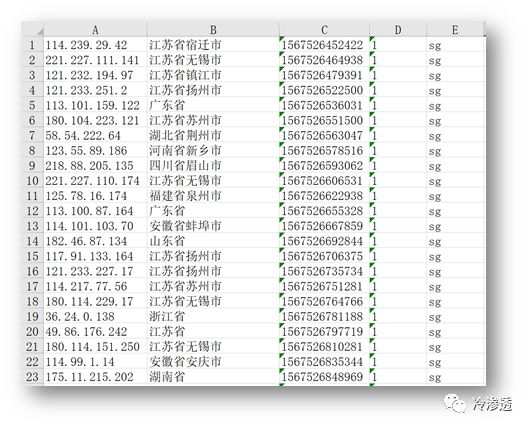 A B C D E
1 114.239.29.42 江苏省宿迁市 1567526452422 1 sg
2 221.227.111.141 江苏省无锡市 1567526464938 1 sg
3 121.232.194.97 江苏省镇江市 1567526479391 1 sg
4 121.233.251.2 江苏省扬州市 1567526522500 1 sg
5 113.101.159.122 广东省 1567526536031 1 sg
6 180.104.223.121 江苏省苏州市 1567526551500 1 sg
7 58.54.222.64 湖北省荆州市 1567526563047 1 sg
8 123.55.89.186 河南省新乡市 1567526578516 1 sg
9 218.88.205.135 四川省眉山市 1567526593062 1 sg
10 221.227.110.174 江苏省无锡市 1567526606531 1 sg
11 125.78.16.174 福建省泉州市 1567526622938 1 sg
12 113.100.87.164 广东省 1567526655328 1 sg
13 114.101.103.70 安徽省蚌埠市 1567526667859 1 sg
14 182.46.87.134 山东省 1567526692844 1 sg
15 117.91.133.164 江苏省扬州市 1567526706375 1 sg
16 121.233.227.17 江苏省扬州市 1567526735734 1 sg
17 114.217.77.56 江苏省苏州市 1567526751281 1 sg
18 180.114.229.17 江苏省无锡市 1567526764766 1 sg
19 36.24.0.138 浙江省 1567526781188 1 sg
20 49.86.176.242 江苏省 1567526797719 1 sg
21 180.114.151.250 江苏省无锡市 1567526810281 1 sg
22 114.99.1.14 安徽省安庆市 1567526835344 1 sg
23 175.11.215.202 湖南省 1567526848969 1 sg
冷渗透